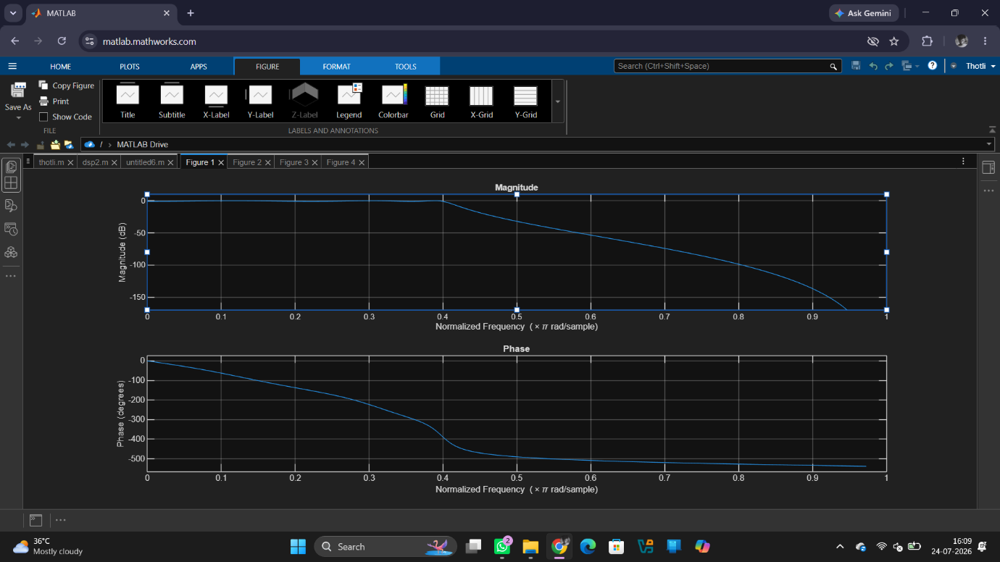 MATLAB
Ask Gemini
matlab.mathworks.com
HOME PLOTS APPS FIGURE FORMAT TOOLS
Search (Ctrl+Shift+Space)
Thotli
Save As
Copy Figure
Print
Show Code
FILE
Title Subtitle X-Label Y-Label Z-Label Legend Colorbar Grid X-Grid Y-Grid
LABELS AND ANNOTATIONS
/ > MATLAB Drive
thotli.m dsp2.m untitled6.m Figure 1 Figure 2 Figure 3 Figure 4
Magnitude
Magnitude (dB)
0
-50
-100
-150
0 0.1 0.2 0.3 0.4 0.5 0.6 0.7 0.8 0.9 1
Normalized Frequency (× π rad/sample)
Phase
Phase (degrees)
0
-100
-200
-300
-400
-500
0 0.1 0.2 0.3 0.4 0.5 0.6 0.7 0.8 0.9 1
Normalized Frequency (× π rad/sample)
36°C
Mostly cloudy
Search
2
16:09
24-07-2026